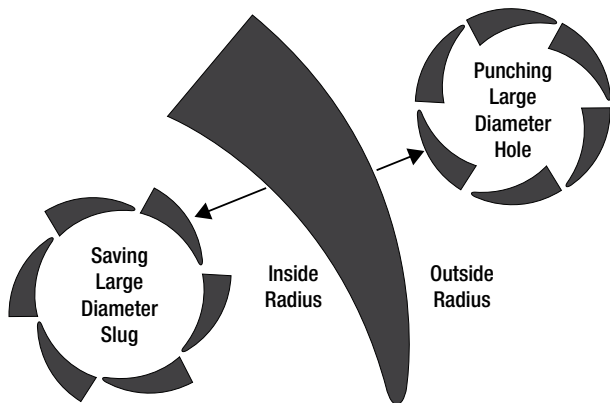 Punching
Large
Diameter
Hole
Saving
Large
Diameter
Slug
Inside
Radius
Outside
Radius